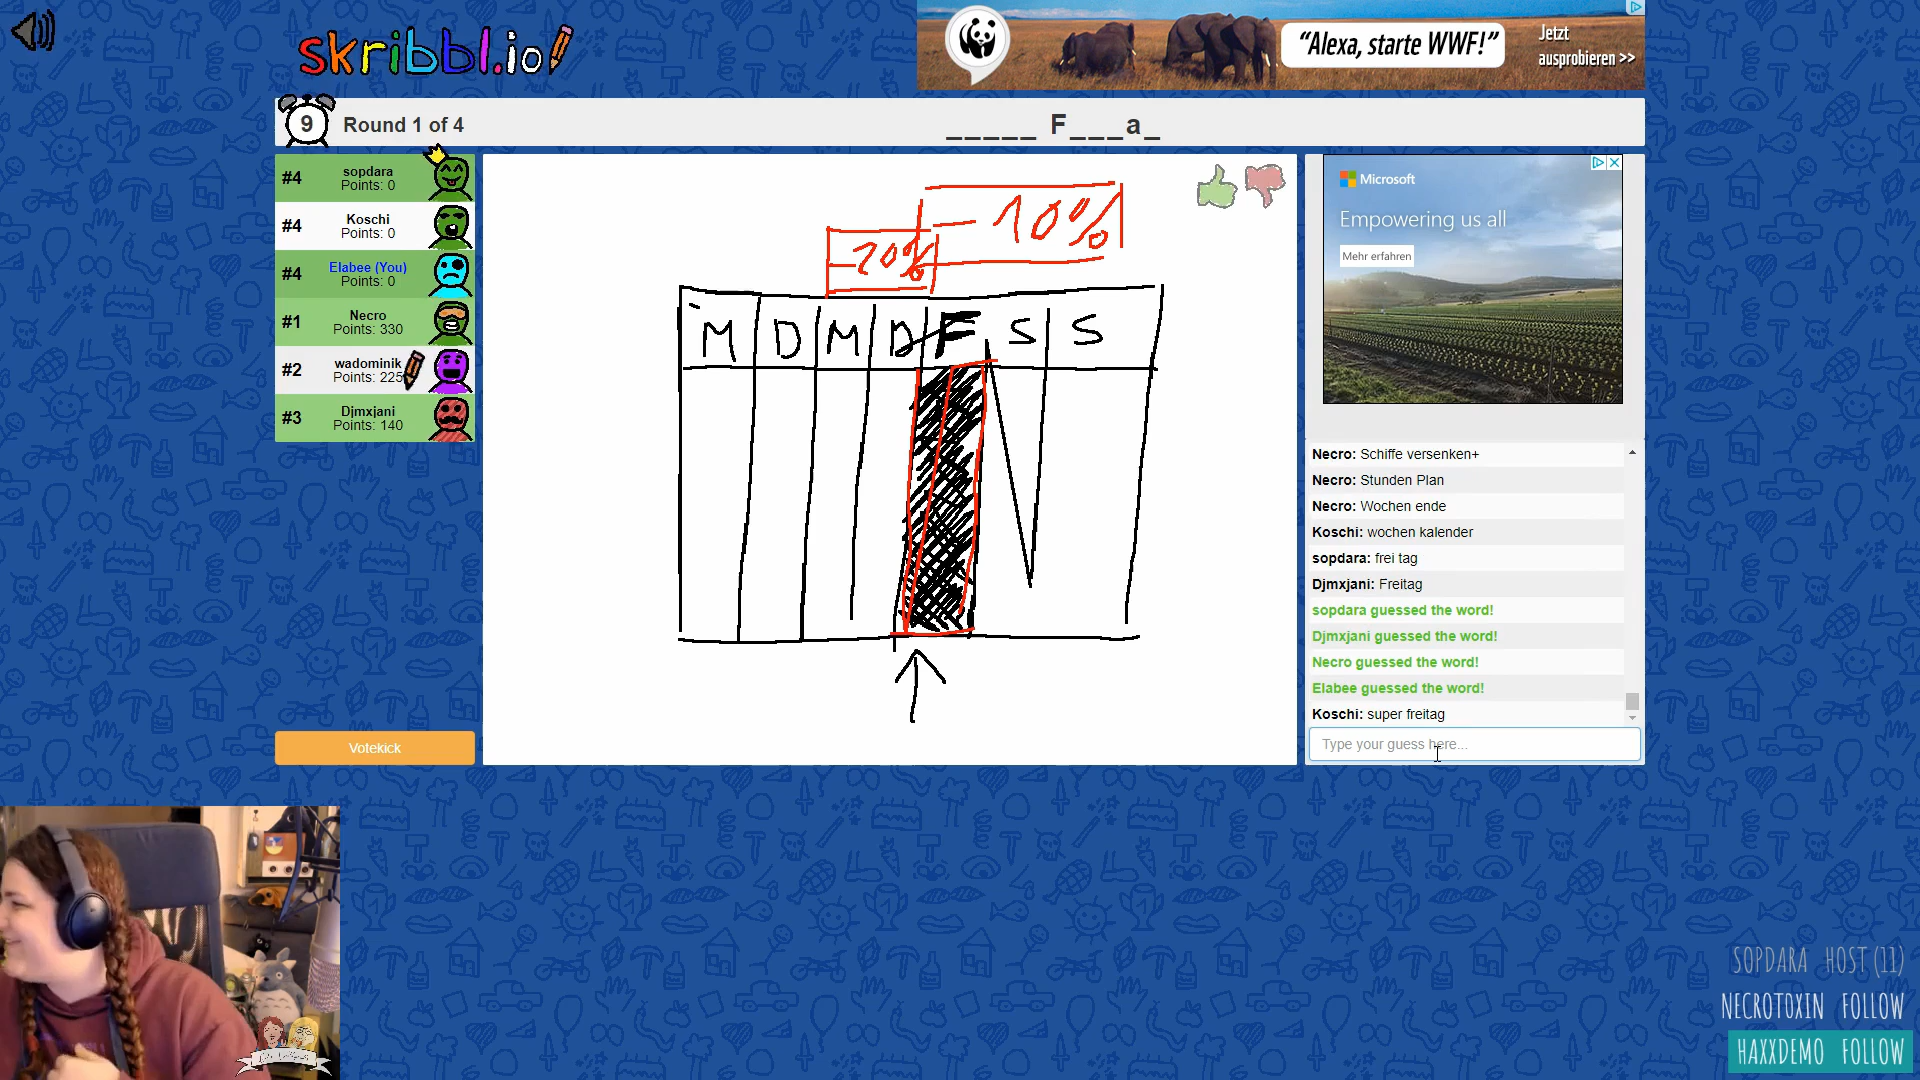 skribbl.io
"Alexa, starte WWF!"
Jetzt
ausprobieren >>
9
Round 1 of 4
_____ F___a_
#4
sopdara
Points: 0
#4
Koschi
Points: 0
#4
Elabee (You)
Points: 0
#1
Necro
Points: 330
#2
wadominik
Points: 225
#3
Djmxjani
Points: 140
Votekick
- 10%
-20%
M D M D F S S
Microsoft
Empowering us all
Mehr erfahren
Necro: Schiffe versenken+
Necro: Stunden Plan
Necro: Wochen ende
Koschi: wochen kalender
sopdara: frei tag
Djmxjani: Freitag
sopdara guessed the word!
Djmxjani guessed the word!
Necro guessed the word!
Elabee guessed the word!
Koschi: super freitag
Type your guess here...
SOPDARA HOST (11)
NECROTOXIN FOLLOW
HAXXDEMO FOLLOW